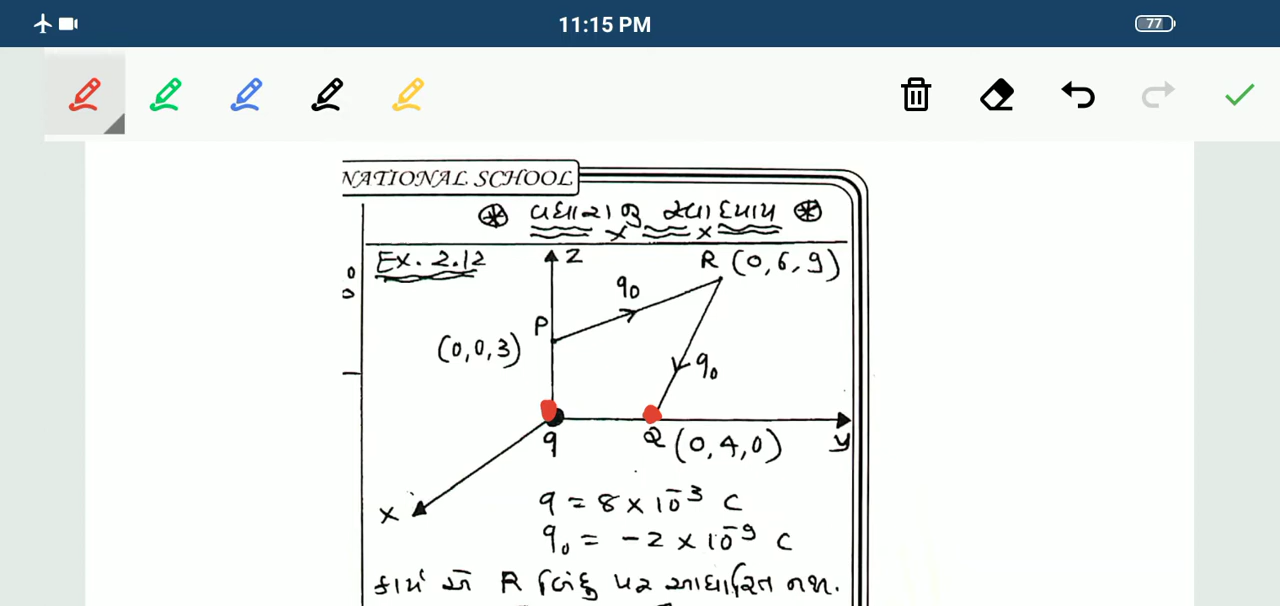 11:15 PM
77
NATIONAL SCHOOL
Ex. 2.12
Z
R (0,6,9)
q₀
P
(0,0,3)
q₀
q
Q (0,4,0)
y
X
q = 8 × 10⁻³ C
q₀ = -2 × 10⁻⁹ C
કાર્ય એ R બિંદુ પર આધારિત નથી.